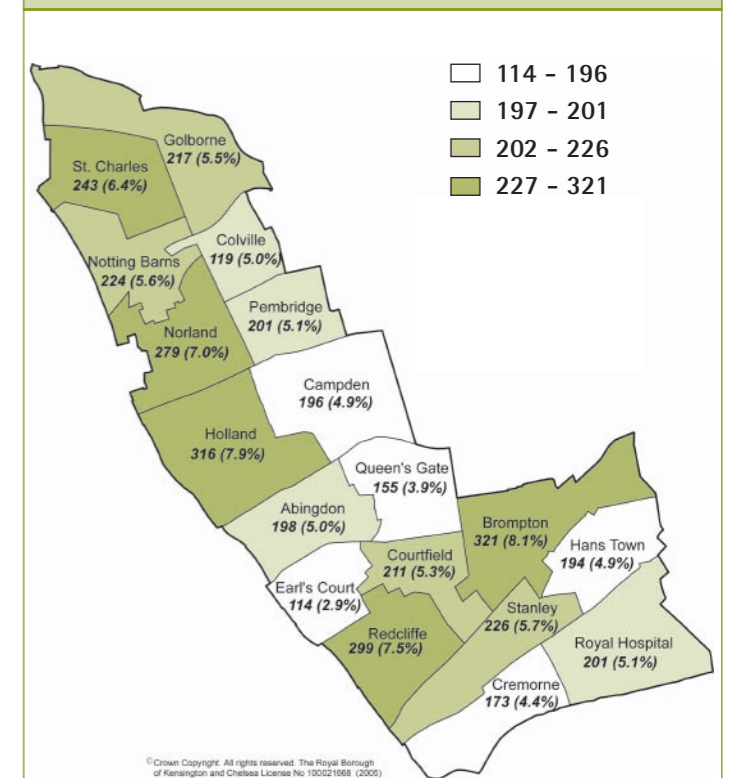 114 - 196
197 - 201
202 - 226
227 - 321
Golborne
217 (5.5%)
St. Charles
243 (6.4%)
Colville
119 (5.0%)
Notting Barns
224 (5.6%)
Pembridge
201 (5.1%)
Norland
279 (7.0%)
Campden
196 (4.9%)
Holland
316 (7.9%)
Queen's Gate
155 (3.9%)
Abingdon
198 (5.0%)
Brompton
321 (8.1%)
Hans Town
194 (4.9%)
Courtfield
211 (5.3%)
Earl's Court
114 (2.9%)
Stanley
226 (5.7%)
Redcliffe
299 (7.5%)
Royal Hospital
201 (5.1%)
Cremorne
173 (4.4%)
© Crown Copyright. All rights reserved. The Royal Borough
of Kensington and Chelsea License No 100021668 (2005)